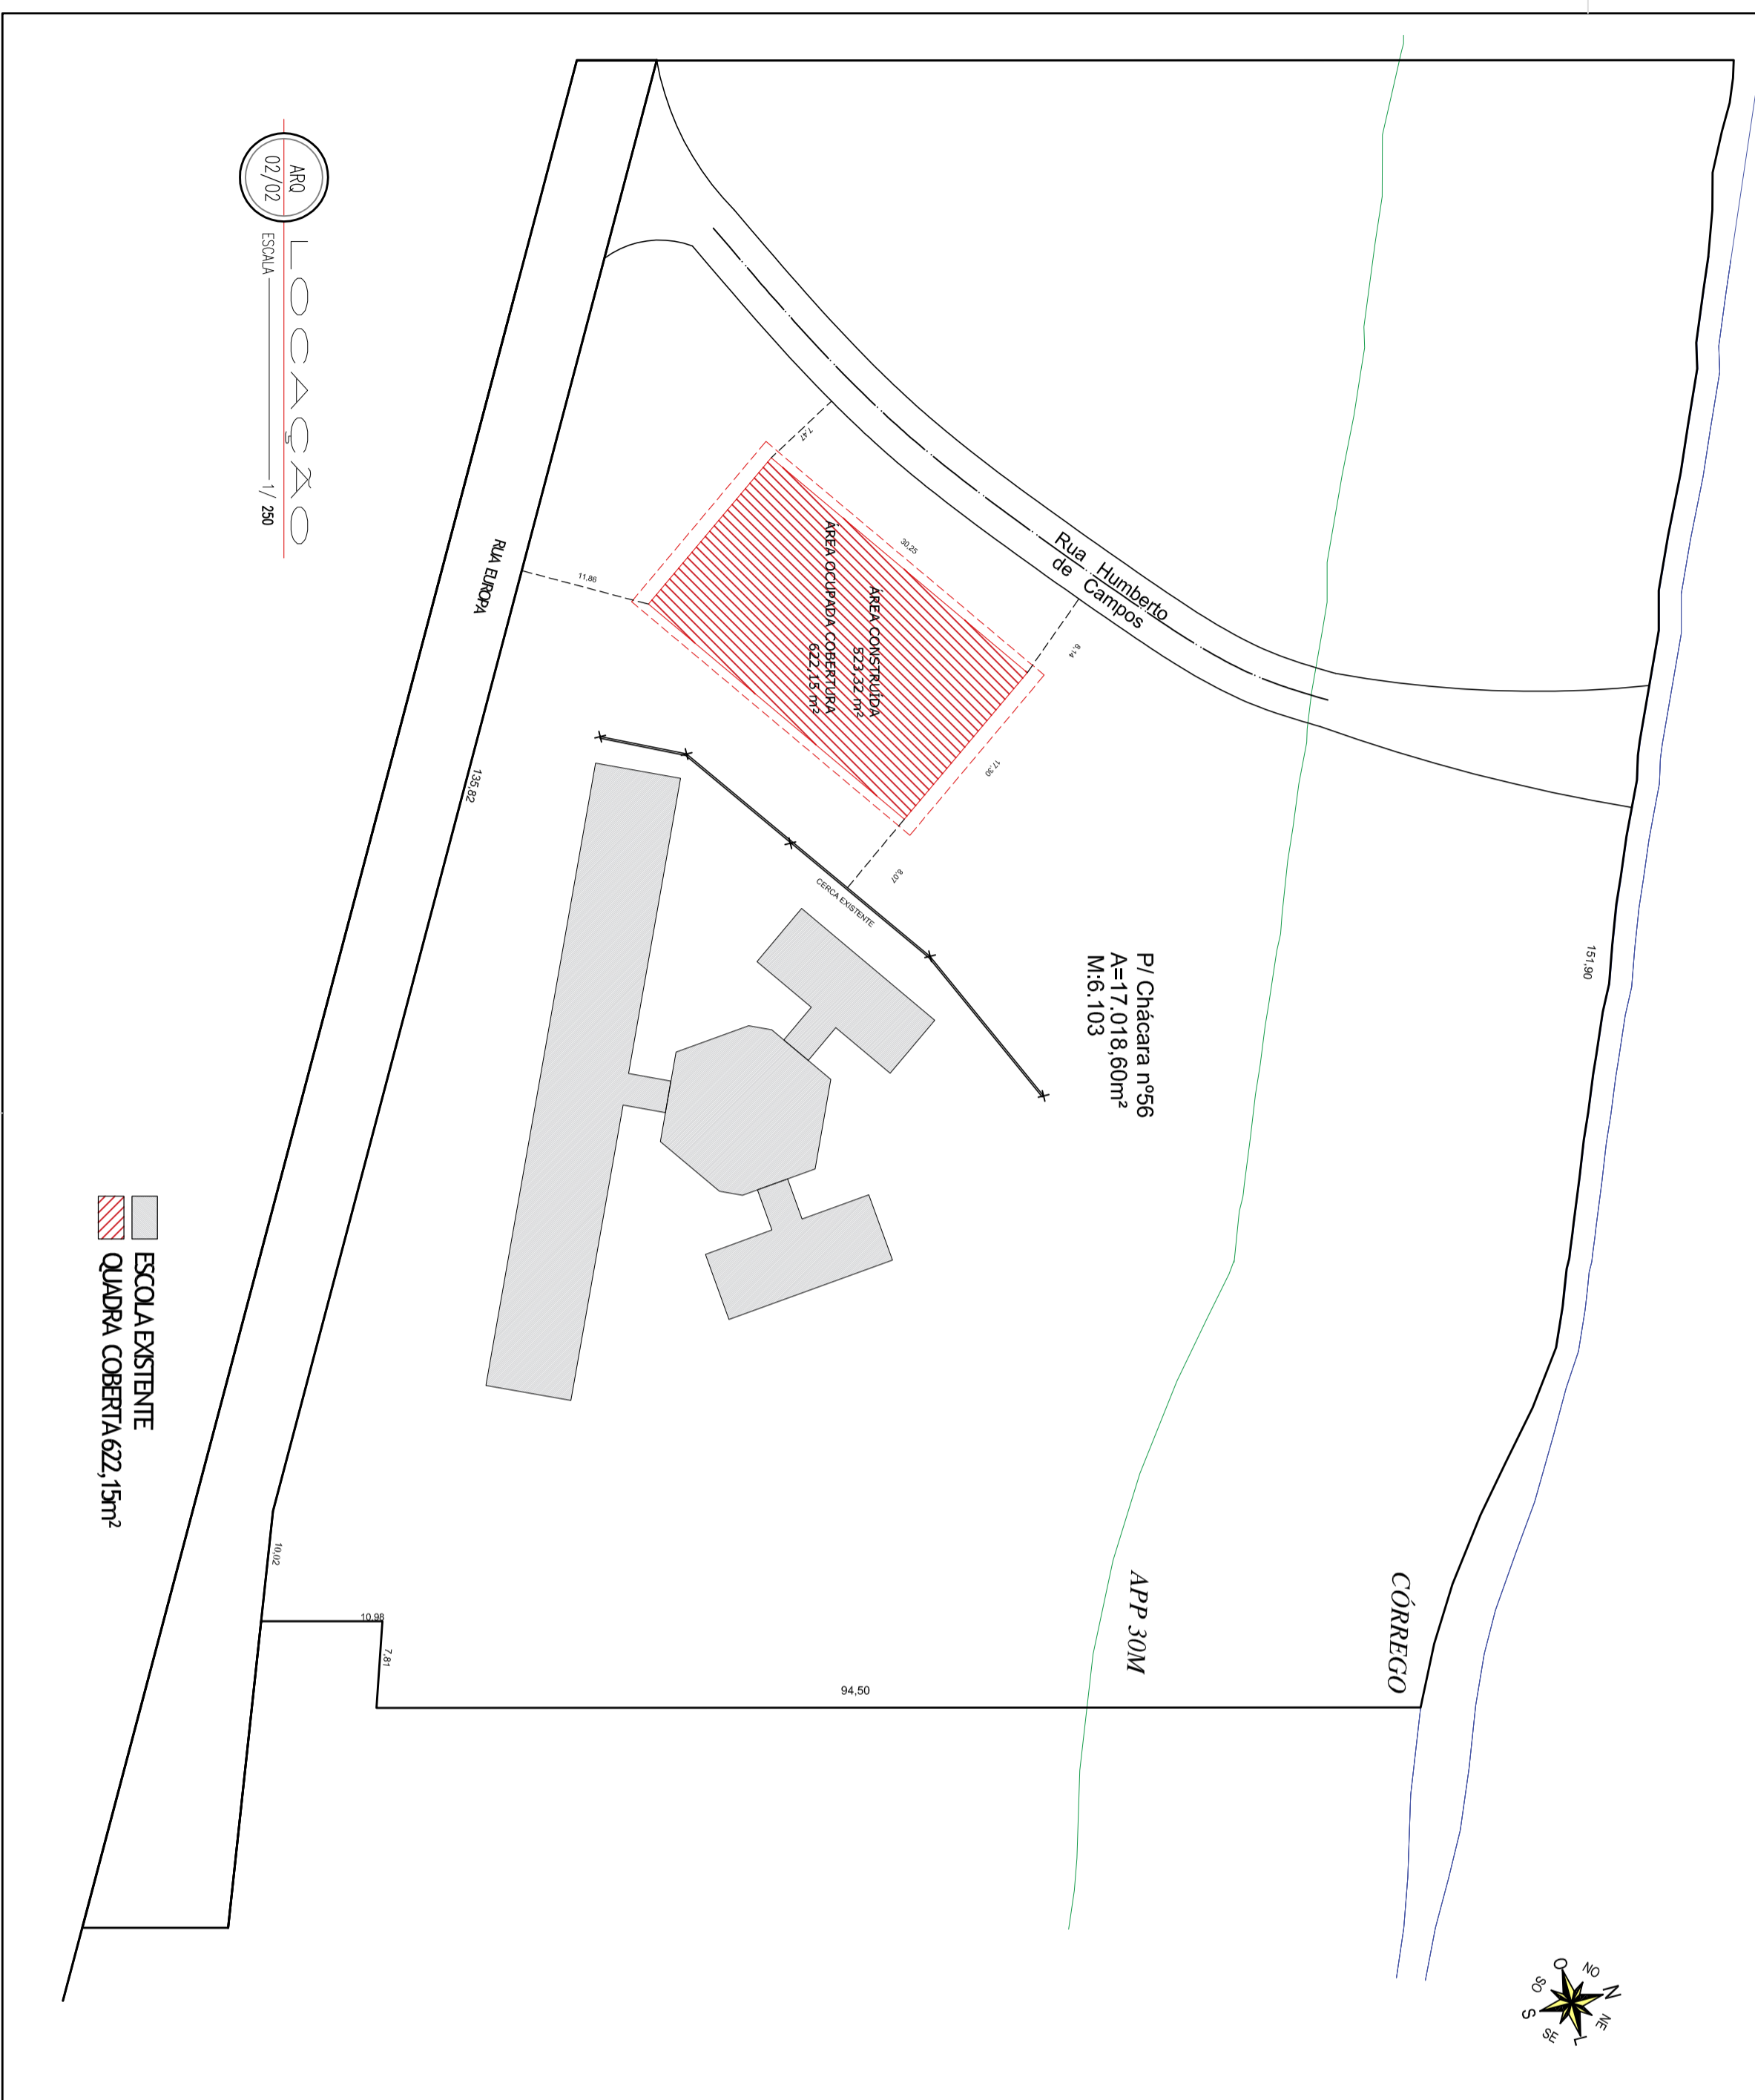 Rua Humberto
de Campos
CÓRREGO
APP 30M
151,90
P/ Chácara nº56
A=17.018,60m²
M:6.103
94,50
7,47
30,25
6,14
17,30
8,07
11,86
ÁREA CONSTRUÍDA
523,32 m²
ÁREA OCUPADA COBERTURA
622,15 m²
CERCA EXISTENTE
RUA EUROPA
135,82
10,02
10,98
7,81
ARQ
02/02
LOCAÇÃO
ESCALA 1/ 250
ESCOLA EXISTENTE
QUADRA COBERTA 622,15m²
N
NE
L
SE
S
SO
O
NO